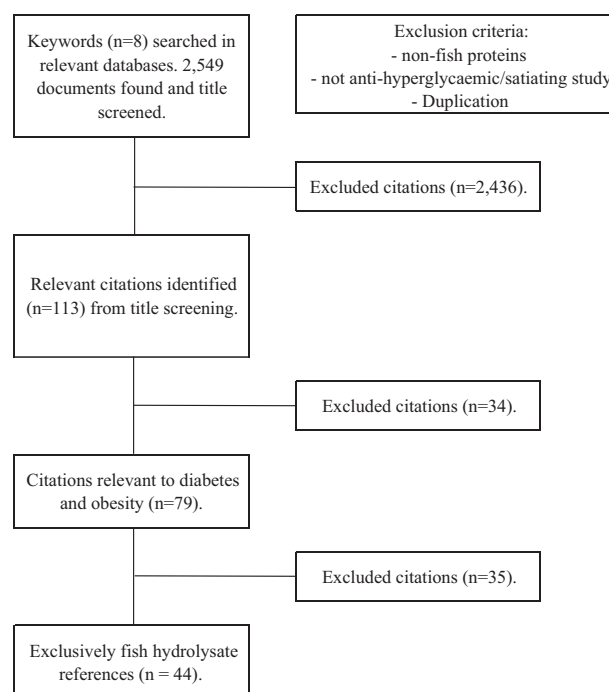 Keywords (n=8) searched in
relevant databases. 2,549
documents found and title
screened.
Exclusion criteria:
- non-fish proteins
- not anti-hyperglycaemic/satiating study
- Duplication
Excluded citations (n=2,436).
Relevant citations identified
(n=113) from title screening.
Excluded citations (n=34).
Citations relevant to diabetes
and obesity (n=79).
Excluded citations (n=35).
Exclusively fish hydrolysate
references (n = 44).